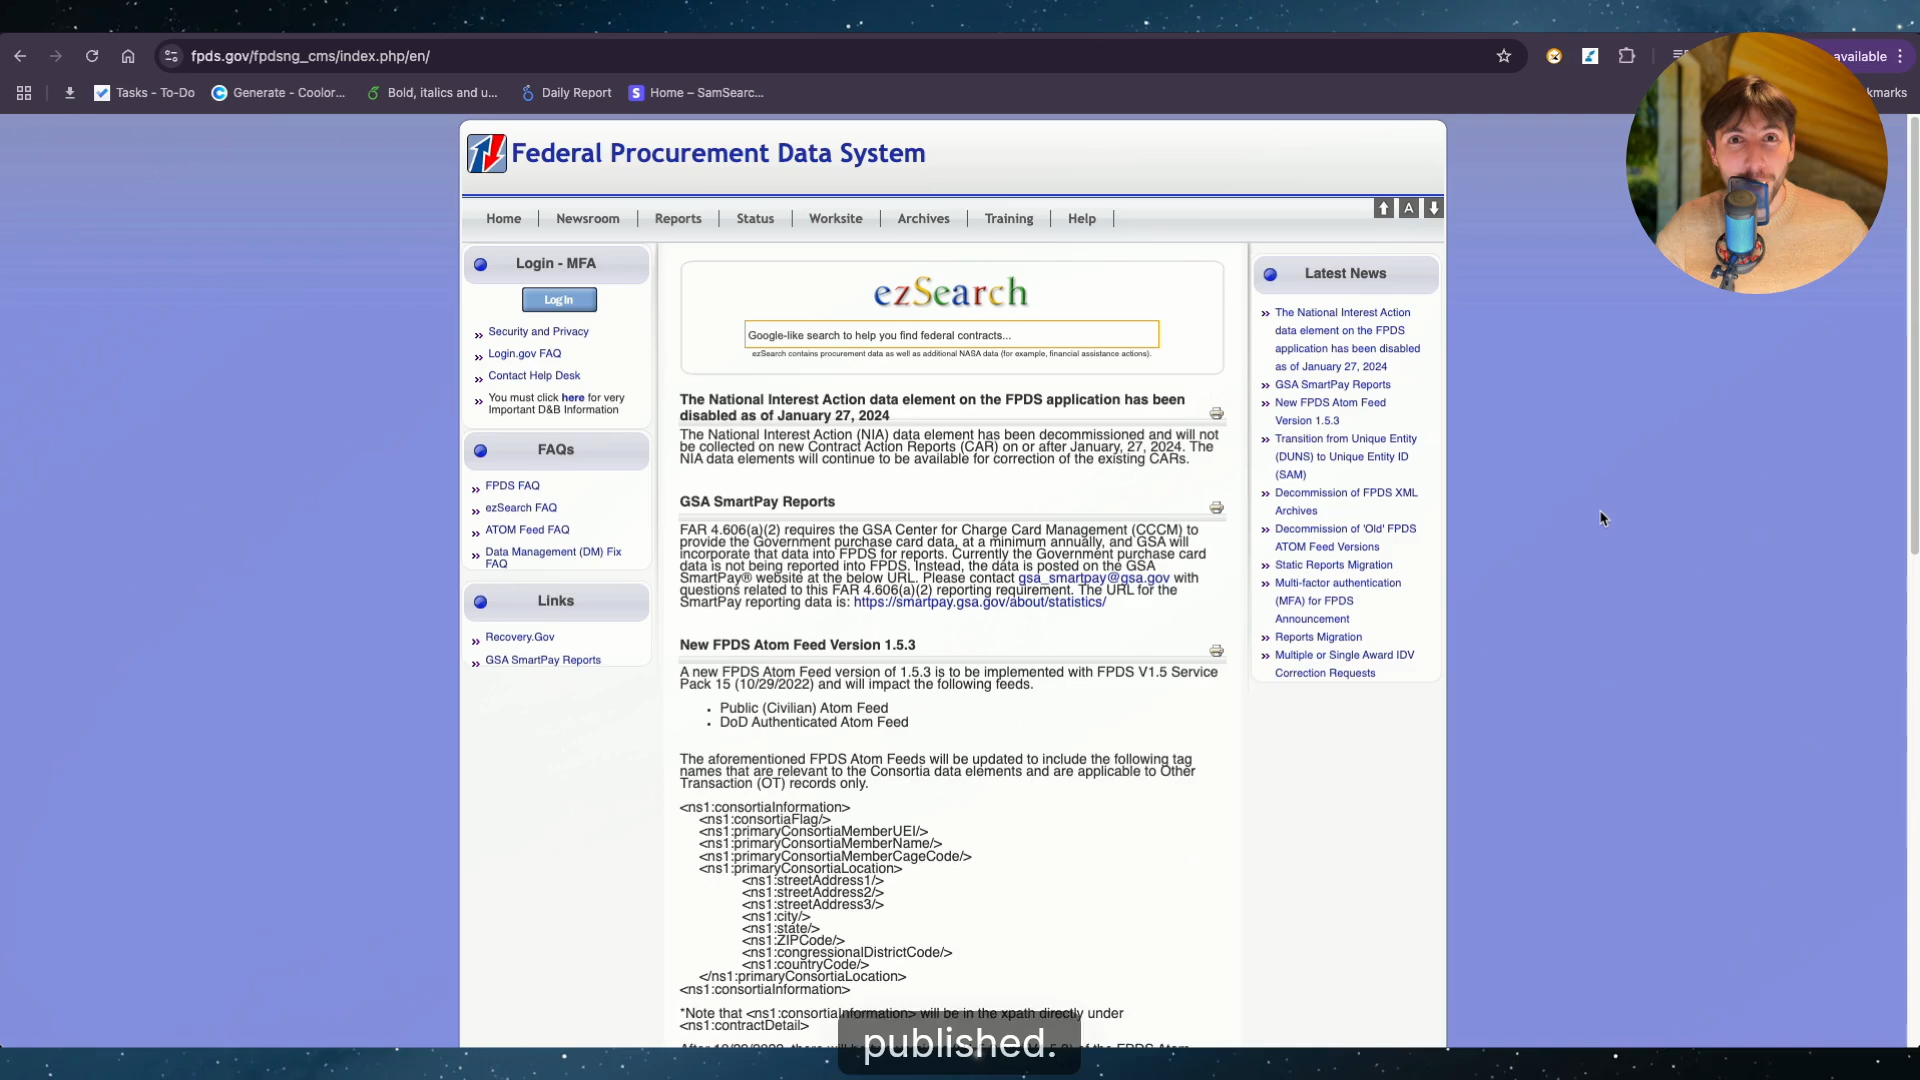 fpds.gov/fpdsng_cms/index.php/en/
available
Tasks - To-Do
Generate - Coolor...
Bold, italics and u...
Daily Report
Home – SamSearc...
kmarks
Federal Procurement Data System
Home
Newsroom
Reports
Status
Worksite
Archives
Training
Help
A
Login - MFA
Log In
Security and Privacy
Login.gov FAQ
Contact Help Desk
You must click here for very
Important D&B Information
FAQs
FPDS FAQ
ezSearch FAQ
ATOM Feed FAQ
Data Management (DM) Fix
FAQ
Links
Recovery.Gov
GSA SmartPay Reports
ezSearch
Google-like search to help you find federal contracts...
ezSearch contains procurement data as well as additional NASA data (for example, financial assistance actions).
The National Interest Action data element on the FPDS application has been
disabled as of January 27, 2024
The National Interest Action (NIA) data element has been decommissioned and will not
be collected on new Contract Action Reports (CAR) on or after January, 27, 2024. The
NIA data elements will continue to be available for correction of the existing CARs.
GSA SmartPay Reports
FAR 4.606(a)(2) requires the GSA Center for Charge Card Management (CCCM) to
provide the Government purchase card data, at a minimum annually, and GSA will
incorporate that data into FPDS for reports. Currently the Government purchase card
data is not being reported into FPDS. Instead, the data is posted on the GSA
SmartPay® website at the below URL. Please contact gsa_smartpay@gsa.gov with
questions related to this FAR 4.606(a)(2) reporting requirement. The URL for the
SmartPay reporting data is: https://smartpay.gsa.gov/about/statistics/
New FPDS Atom Feed Version 1.5.3
A new FPDS Atom Feed version of 1.5.3 is to be implemented with FPDS V1.5 Service
Pack 15 (10/29/2022) and will impact the following feeds.
• Public (Civilian) Atom Feed
• DoD Authenticated Atom Feed
The aforementioned FPDS Atom Feeds will be updated to include the following tag
names that are relevant to the Consortia data elements and are applicable to Other
Transaction (OT) records only.
<ns1:consortiaInformation>
<ns1:consortiaFlag/>
<ns1:primaryConsortiaMemberUEI/>
<ns1:primaryConsortiaMemberName/>
<ns1:primaryConsortiaMemberCageCode/>
<ns1:primaryConsortiaLocation>
<ns1:streetAddress1/>
<ns1:streetAddress2/>
<ns1:streetAddress3/>
<ns1:city/>
<ns1:state/>
<ns1:ZIPCode/>
<ns1:congressionalDistrictCode/>
<ns1:countryCode/>
</ns1:primaryConsortiaLocation>
<ns1:consortiaInformation>
*Note that <ns1:consortiaInformation> will be in the xpath directly under
<ns1:contractDetail>
published.
Latest News
The National Interest Action
data element on the FPDS
application has been disabled
as of January 27, 2024
GSA SmartPay Reports
New FPDS Atom Feed
Version 1.5.3
Transition from Unique Entity
(DUNS) to Unique Entity ID
(SAM)
Decommission of FPDS XML
Archives
Decommission of 'Old' FPDS
ATOM Feed Versions
Static Reports Migration
Multi-factor authentication
(MFA) for FPDS
Announcement
Reports Migration
Multiple or Single Award IDV
Correction Requests